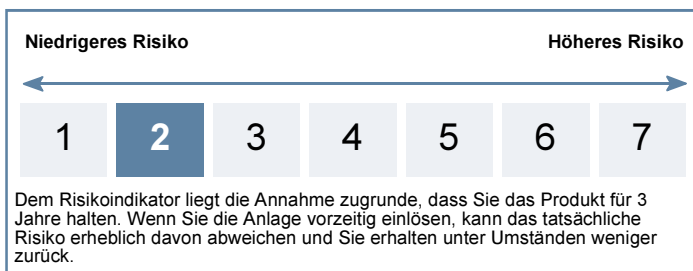 Niedrigeres Risiko Höheres Risiko
1 2 3 4 5 6 7
Dem Risikoindikator liegt die Annahme zugrunde, dass Sie das Produkt für 3
Jahre halten. Wenn Sie die Anlage vorzeitig einlösen, kann das tatsächliche
Risiko erheblich davon abweichen und Sie erhalten unter Umständen weniger
zurück.